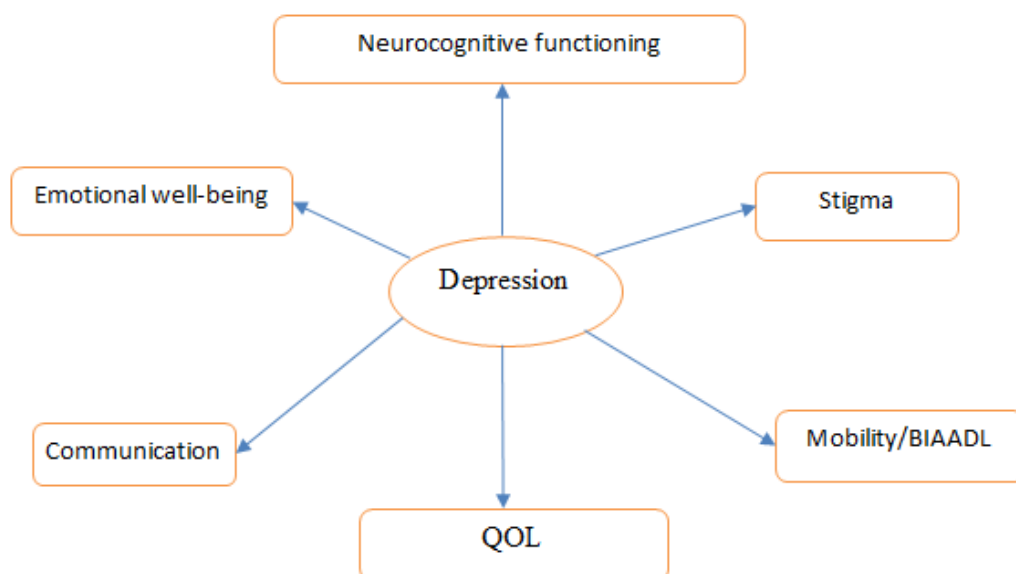 Neurocognitive functioning
Emotional well-being
Stigma
Depression
Communication
Mobility/BIAADL
QOL